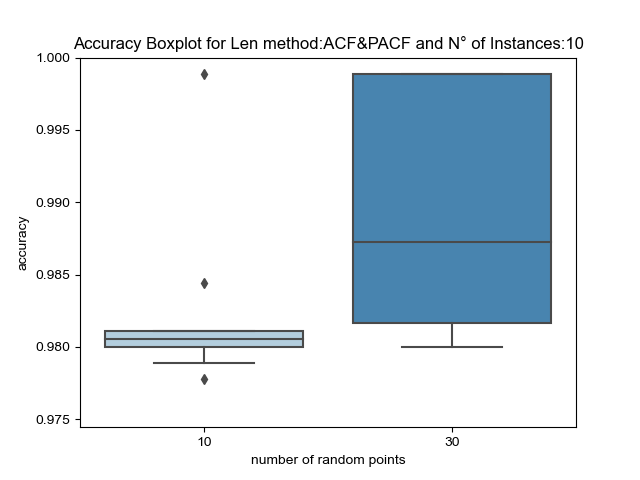 Accuracy Boxplot for Len method:ACF&PACF and N° of Instances:10
1.000
0.995
0.990
0.985
0.980
0.975
accuracy
10
30
number of random points